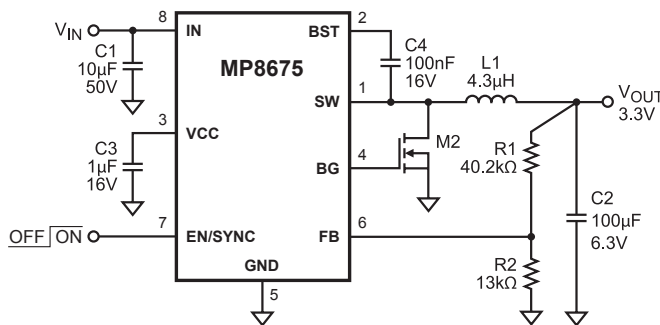 V_IN
8
IN
BST
2
C1
10µF
50V
MP8675
C4
100nF
16V
L1
4.3µH
SW
1
V_OUT
3.3V
3
VCC
C3
1µF
16V
M2
BG
4
R1
40.2kΩ
C2
100µF
6.3V
OFF ON
7
EN/SYNC
FB
6
GND
5
R2
13kΩ